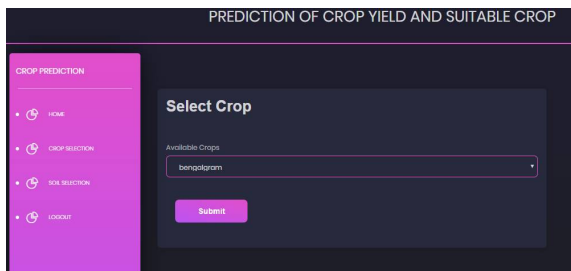 PREDICTION OF CROP YIELD AND SUITABLE CROP
CROP PREDICTION
HOME
CROP SELECTION
SOIL SELECTION
LOGOUT
Select Crop
Available Crops
bengalgram
Submit